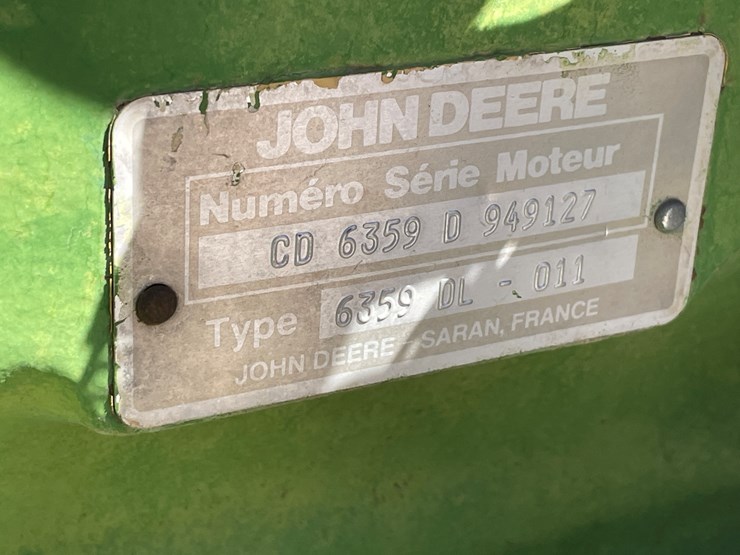 JOHN DEERE
Numéro Série Moteur
CD 6359 D 949127
Type 6359 DL - 011
JOHN DEERE - SARAN, FRANCE